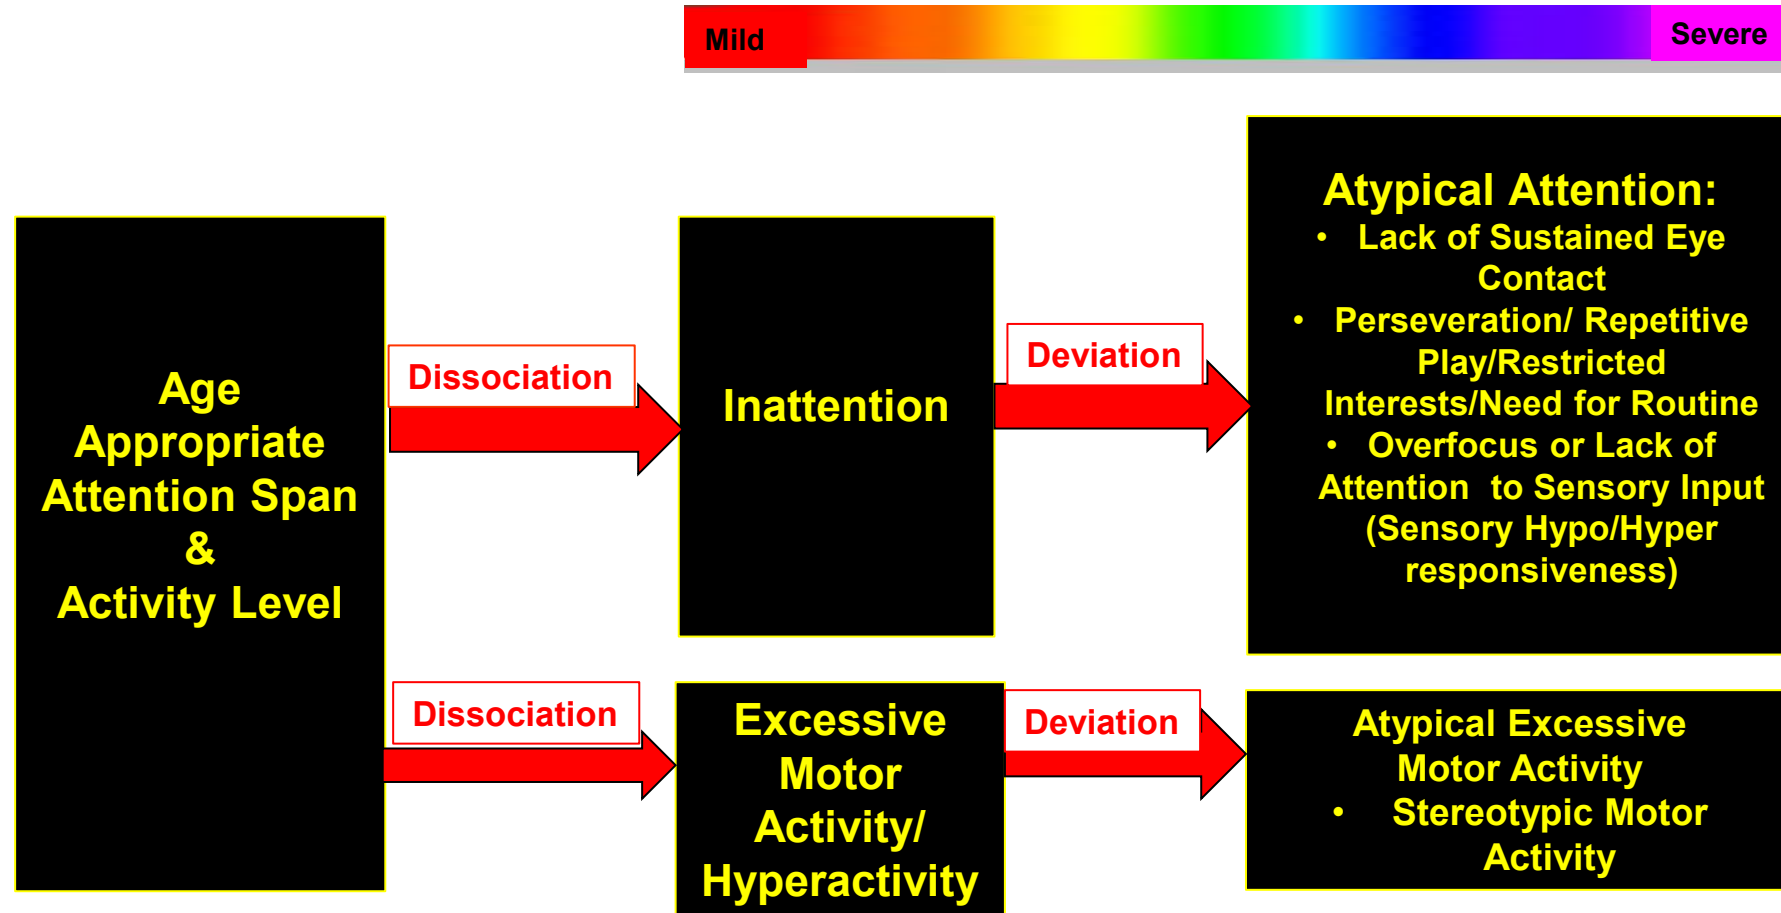 Mild
Severe
Age
Appropriate
Attention Span
&
Activity Level
Dissociation
Inattention
Deviation
Atypical Attention:
• Lack of Sustained Eye
Contact
• Perseveration/ Repetitive
Play/Restricted
Interests/Need for Routine
• Overfocus or Lack of
Attention to Sensory Input
(Sensory Hypo/Hyper
responsiveness)
Dissociation
Excessive
Motor
Activity/
Hyperactivity
Deviation
Atypical Excessive
Motor Activity
• Stereotypic Motor
Activity